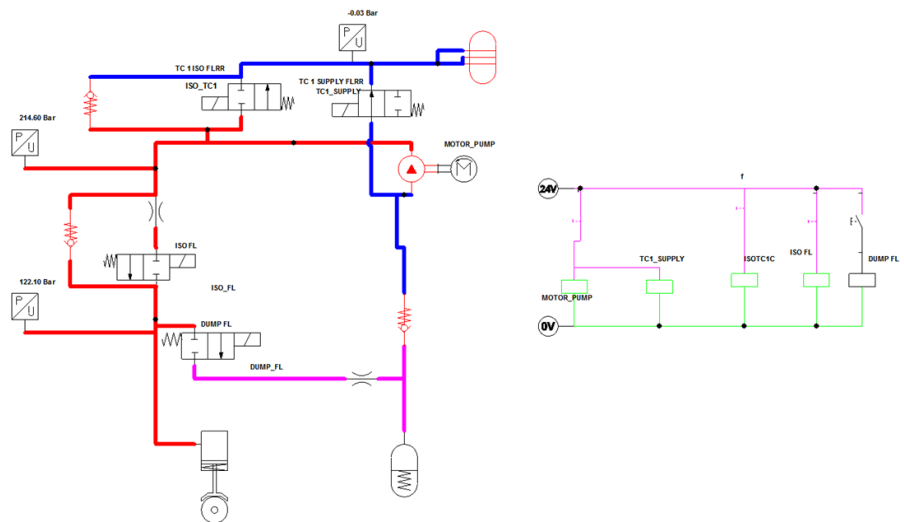 -0.03 Bar
P
U
TC 1 ISO FLRR
ISO_TC1
TC 1 SUPPLY FLRR
TC1_SUPPLY
214.60 Bar
P
U
MOTOR_PUMP
M
24V
f
ISO FL
ISO_FL
TC1_SUPPLY
ISOTC1C
ISO FL
DUMP FL
122.10 Bar
P
U
MOTOR_PUMP
0V
DUMP FL
DUMP_FL